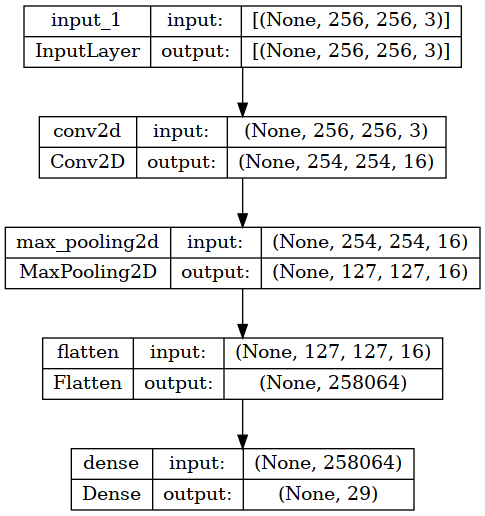 input_1 input: [(None, 256, 256, 3)]
InputLayer output: [(None, 256, 256, 3)]
conv2d input: (None, 256, 256, 3)
Conv2D output: (None, 254, 254, 16)
max_pooling2d input: (None, 254, 254, 16)
MaxPooling2D output: (None, 127, 127, 16)
flatten input: (None, 127, 127, 16)
Flatten output: (None, 258064)
dense input: (None, 258064)
Dense output: (None, 29)